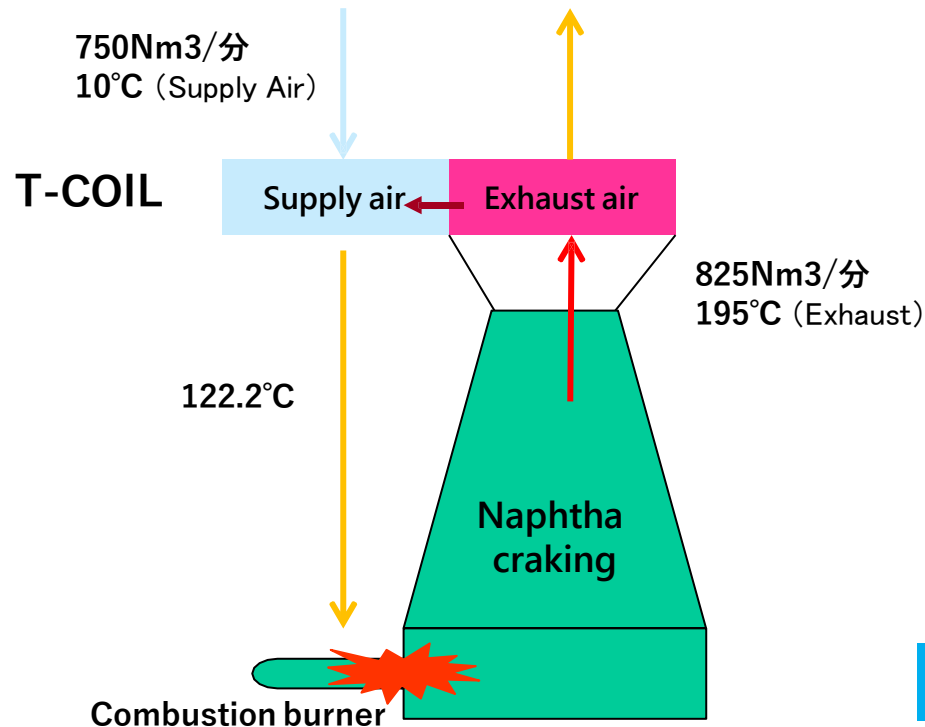 750Nm3/分
10℃（Supply Air）
T-COIL
Supply air
Exhaust air
825Nm3/分
195℃（Exhaust）
122.2℃
Naphtha
craking
Combustion burner